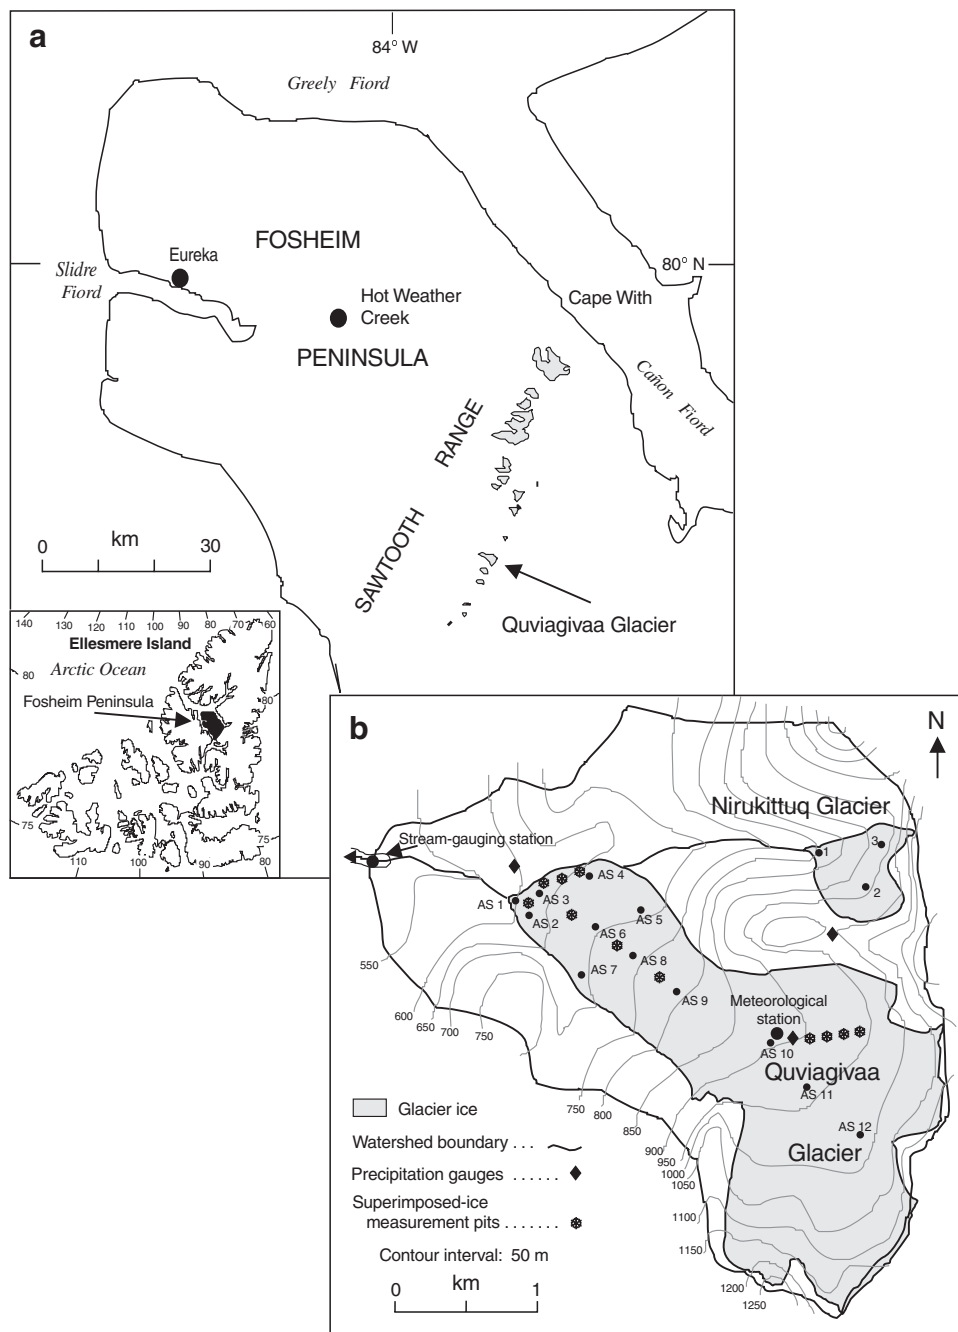 a
84° W
Greely Fiord
FOSHEIM
Eureka
80° N
Slidre
Fiord
Hot Weather
Creek
Cape With
PENINSULA
Cañon Fiord
RANGE
SAWTOOTH
km
0 30
Quviagivaa Glacier
140 130 120 100 90 80 70 60
Ellesmere Island
Arctic Ocean
80
80
Fosheim Peninsula
75
75
110 100 90 80
b
N
Nirukittuq Glacier
Stream-gauging station
1
3
2
AS 4
AS 1
AS 3
AS 2
AS 5
AS 6
AS 8
AS 7
AS 9
550
600
650
700
750
Meteorological
station
AS 10
Quviagivaa
AS 11
AS 12
Glacier
750
800
850
900
950
1000
1050
1100
1150
1200
1250
Glacier ice
Watershed boundary . . .
Precipitation gauges . . . . . .
Superimposed-ice
measurement pits . . . . . . .
Contour interval: 50 m
km
0 1